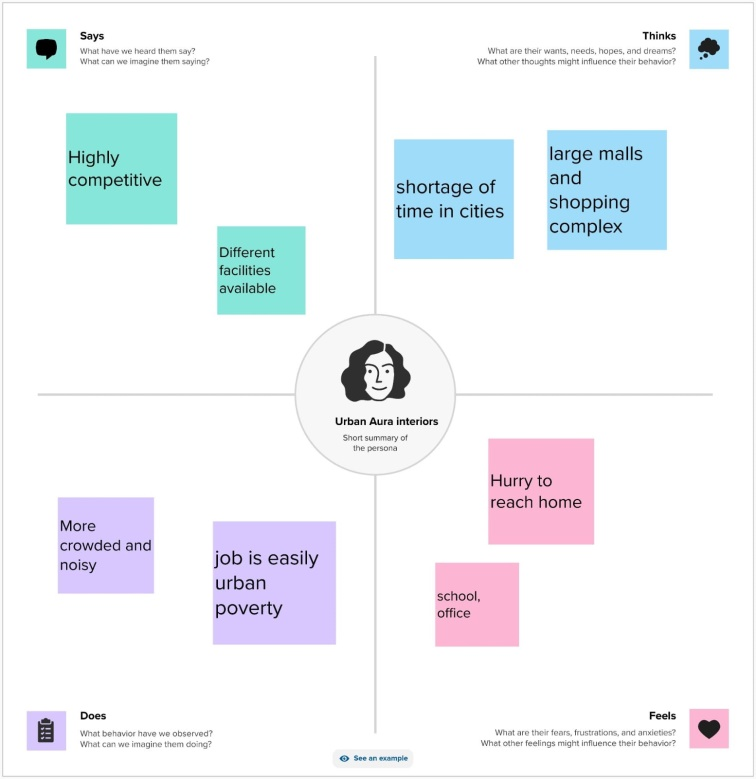 Says
What have we heard them say?
What can we imagine them saying?
Thinks
What are their wants, needs, hopes, and dreams?
What other thoughts might influence their behavior?
Highly
competitive
Different
facilities
available
shortage of
time in cities
large malls
and
shopping
complex
Urban Aura interiors
Short summary of
the persona
More
crowded and
noisy
job is easily
urban
poverty
Hurry to
reach home
school,
office
Does
What behavior have we observed?
What can we imagine them doing?
See an example
Feels
What are their fears, frustrations, and anxieties?
What other feelings might influence their behavior?